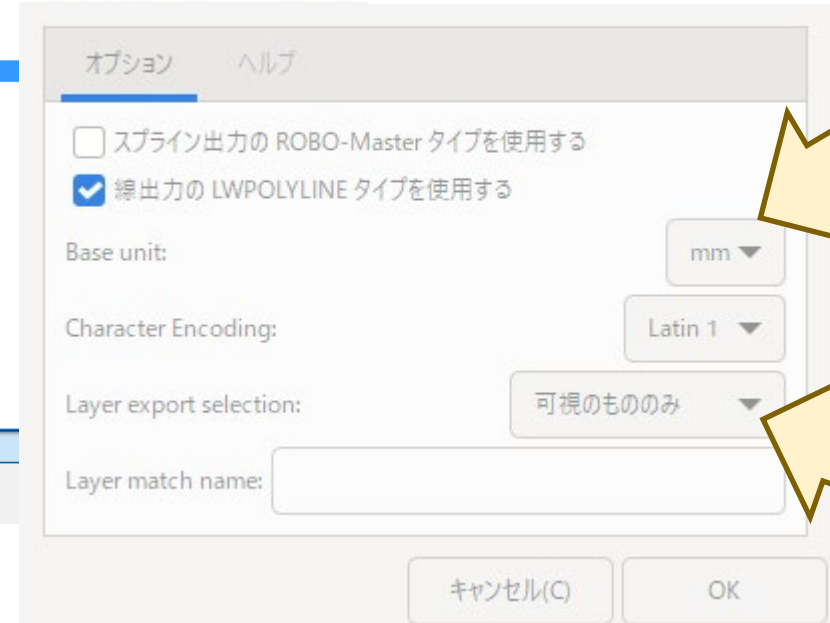 オプション ヘルプ
スプライン出力の ROBO-Master タイプを使用する
線出力の LWPOLYLINE タイプを使用する
Base unit: mm
Character Encoding: Latin 1
Layer export selection: 可視のもののみ
Layer match name:
キャンセル(C) OK